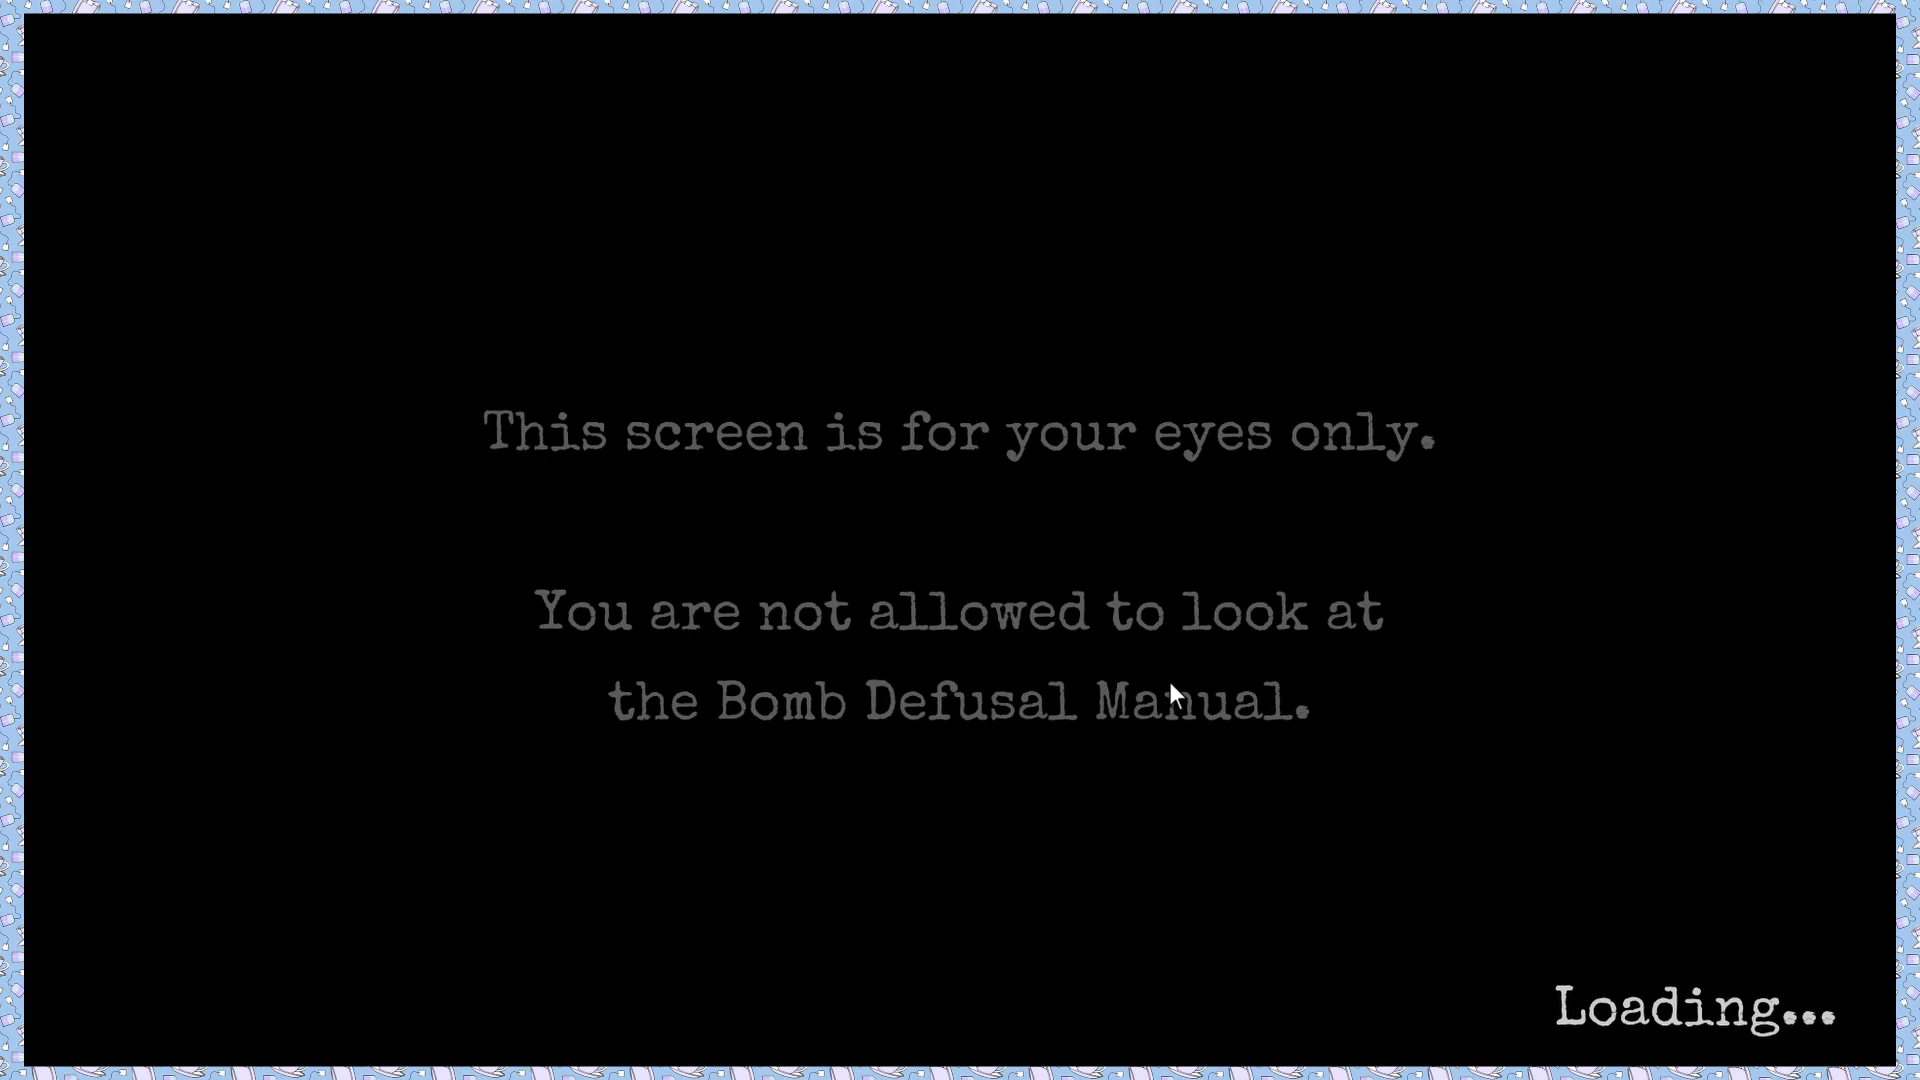 This screen is for your eyes only.
You are not allowed to look at
the Bomb Defusal Manual.
Loading...